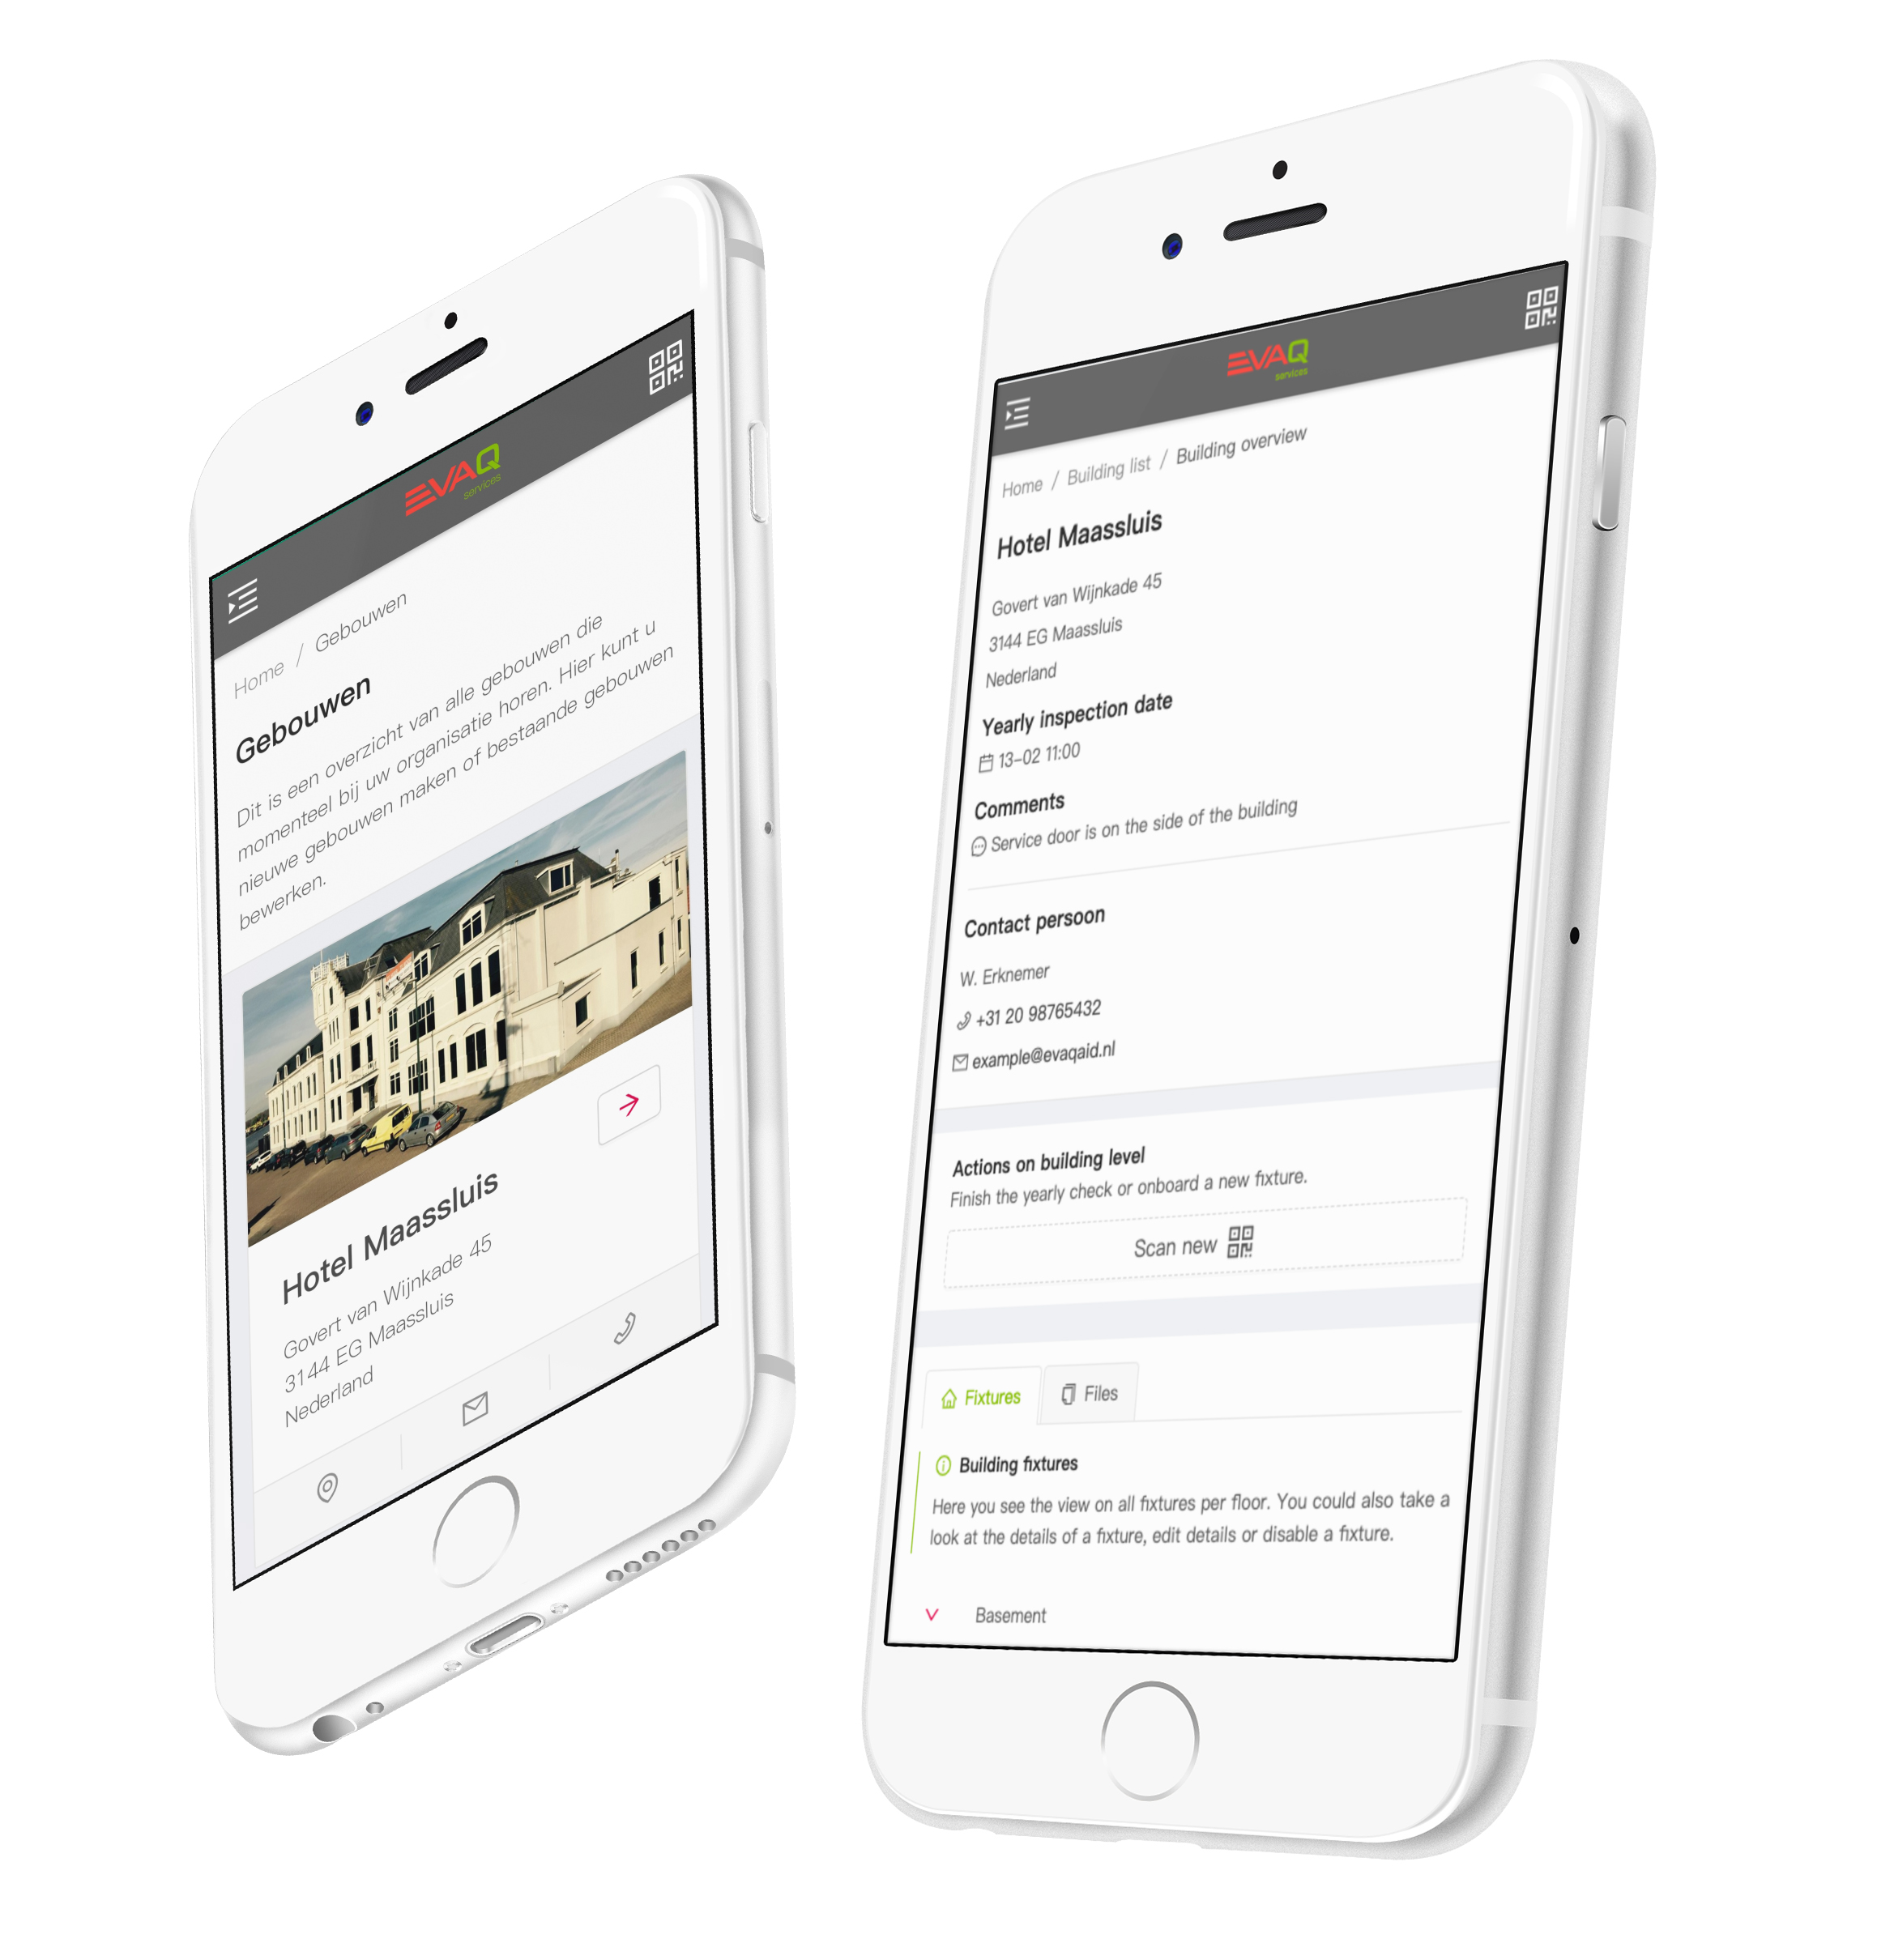 EVAQ
services
Home / Gebouwen
Gebouwen
Dit is een overzicht van alle gebouwen die
momenteel bij uw organisatie horen. Hier kunt u
nieuwe gebouwen maken of bestaande gebouwen
bewerken.
Hotel Maassluis
Govert van Wijnkade 45
3144 EG Maassluis
Nederland
EVAQ
services
Home / Building list / Building overview
Hotel Maassluis
Govert van Wijnkade 45
3144 EG Maassluis
Nederland
Yearly inspection date
13-02 11:00
Comments
Service door is on the side of the building
Contact persoon
W. Erknemer
+31 20 98765432
example@evaqaid.nl
Actions on building level
Finish the yearly check or onboard a new fixture.
Scan new
Fixtures
Files
Building fixtures
Here you see the view on all fixtures per floor. You could also take a
look at the details of a fixture, edit details or disable a fixture.
Basement